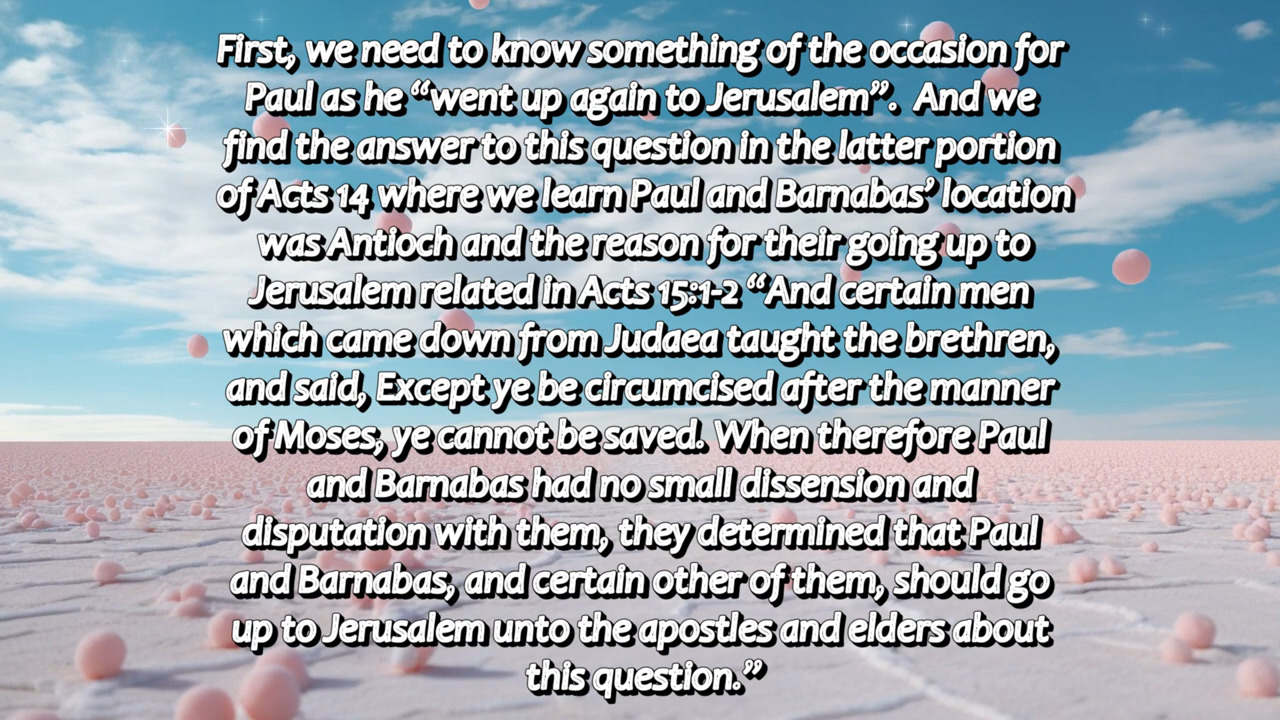 First, we need to know something of the occasion for
Paul as he “went up again to Jerusalem”.  And we
find the answer to this question in the latter portion
of Acts 14 where we learn Paul and Barnabas’ location
was Antioch and the reason for their going up to
Jerusalem related in Acts 15:1-2 “And certain men
which came down from Judaea taught the brethren,
and said, Except ye be circumcised after the manner
of Moses, ye cannot be saved. When therefore Paul
and Barnabas had no small dissension and
disputation with them, they determined that Paul
and Barnabas, and certain other of them, should go
up to Jerusalem unto the apostles and elders about
this question.”